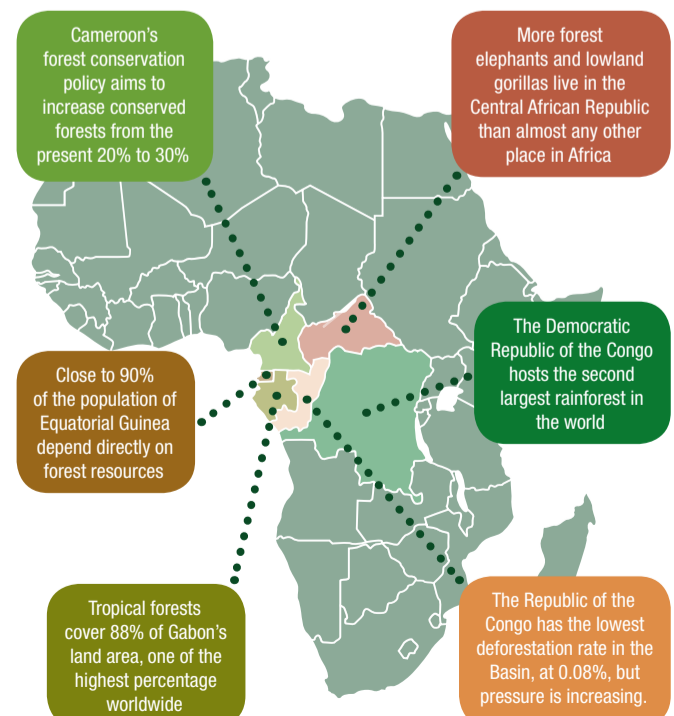 Cameroon's
forest conservation
policy aims to
increase conserved
forests from the
present 20% to 30%
More forest
elephants and lowland
gorillas live in the
Central African Republic
than almost any other
place in Africa
The Democratic
Republic of the Congo
hosts the second
largest rainforest in
the world
Close to 90%
of the population of
Equatorial Guinea
depend directly on
forest resources
Tropical forests
cover 88% of Gabon's
land area, one of the
highest percentage
worldwide
The Republic of the
Congo has the lowest
deforestation rate in the
Basin, at 0.08%, but
pressure is increasing.